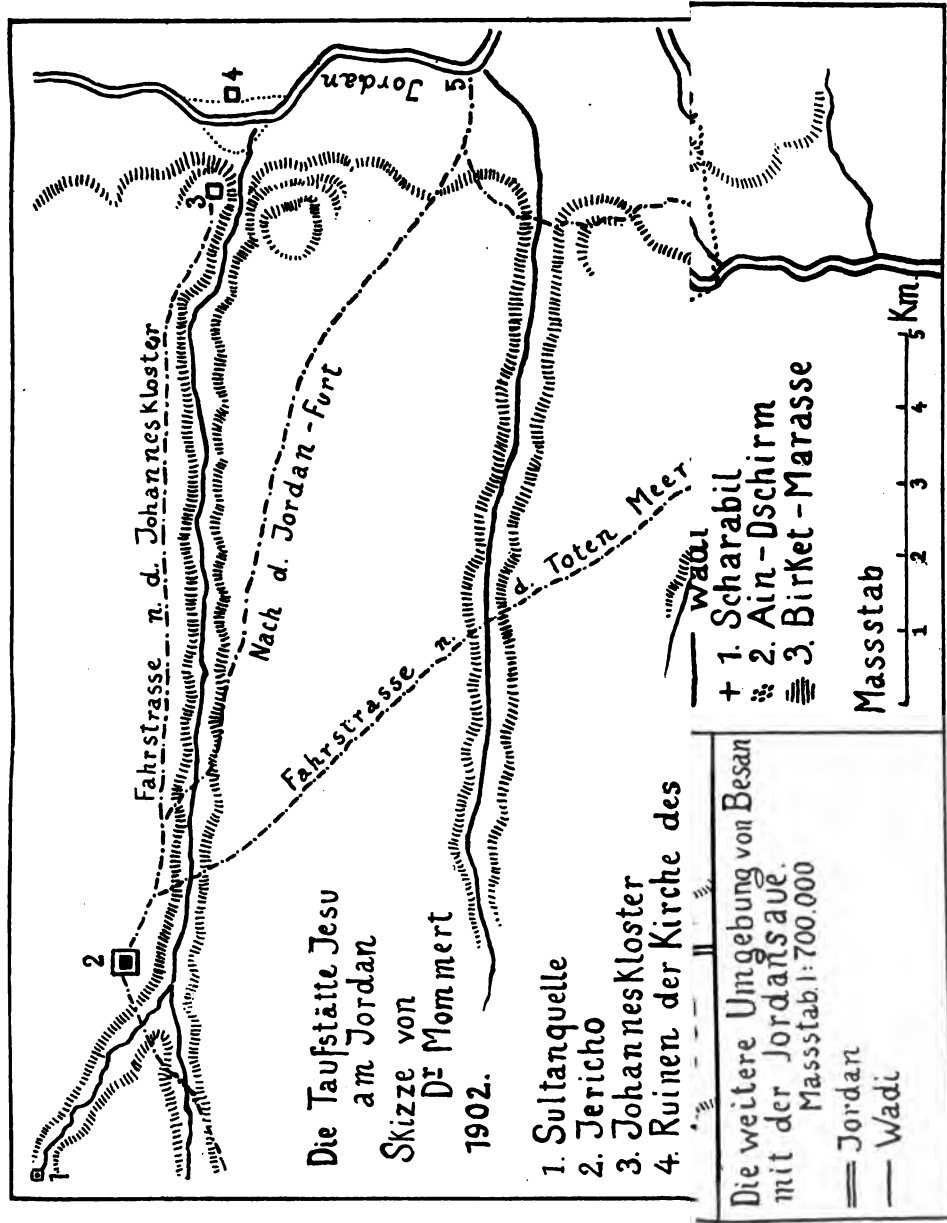 1
2
3
4
5
Jordan
Fahrstrasse n. d. Johanneskloster
Nach d. Jordan-Furt
Fahrstrasse n. d. Toten Meer
Die Taufstätte Jesu
am Jordan
Skizze von
Dr Mommert
1902.
1. Sultanquelle
2. Jericho
3. Johanneskloster
4. Ruinen der Kirche des
Wadi
+ 1. Scharabil
2. Ain-Dschirm
3. Birket-Marasse
Massstab
1 2 3 4 5 Km.
Die weitere Umgebung von Besan
mit der Jordansaue.
Massstab. 1:700.000
Jordan
Wadi